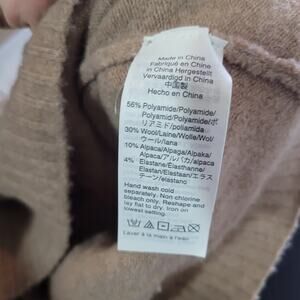 Made in China
Fabriqué en Chine
In China Hergestellt
Vervaardigd in China
中国製
Hecho en China
56% Polyamide/Polyamide/
Polyamid/Polyamide/ポ
リアミド/poliamida
30% Wool/Laine/Wolle/Wol/
ウール/lana
10% Alpaca/Alpaga/Alpaka/
Alpaca/アルパカ/alpaca
4% Elastane/Élasthanne/
Elastan/Elastaan/エラス
テーン/elastano
Hand wash cold
separately. Non chlorine
bleach only. Reshape and
lay flat to dry. Iron on
lowest setting.
Laver à la main à l'eau